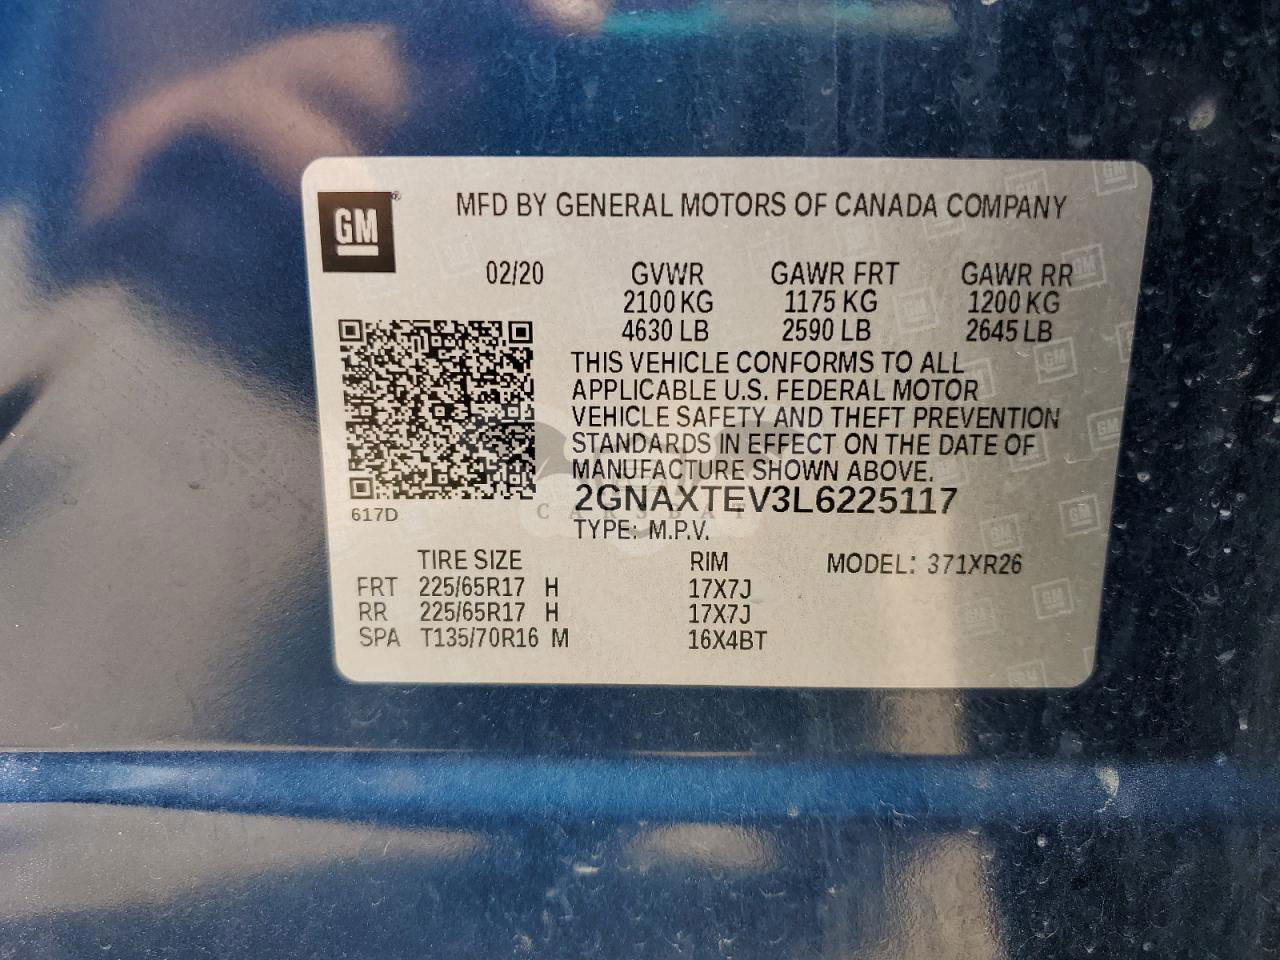 GM®
MFD BY GENERAL MOTORS OF CANADA COMPANY
02/20 GVWR GAWR FRT GAWR RR
2100 KG 1175 KG 1200 KG
4630 LB 2590 LB 2645 LB
THIS VEHICLE CONFORMS TO ALL
APPLICABLE U.S. FEDERAL MOTOR
VEHICLE SAFETY AND THEFT PREVENTION
STANDARDS IN EFFECT ON THE DATE OF
MANUFACTURE SHOWN ABOVE.
2GNAXTEV3L6225117
617D
CARSBAT
TYPE: M.P.V.
TIRE SIZE RIM MODEL: 371XR26
FRT 225/65R17 H 17X7J
RR 225/65R17 H 17X7J
SPA T135/70R16 M 16X4BT